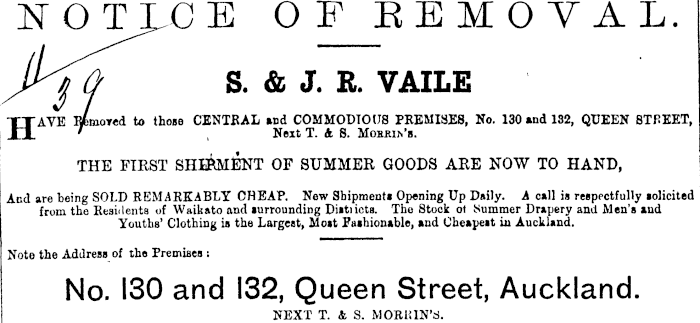 NOTICE OF REMOVAL.
11
39
S. & J. R. VAILE
HAVE Removed to those CENTRAL and COMMODIOUS PREMISES, No. 130 and 132, QUEEN STREET,
Next T. & S. MORRIN'S.
THE FIRST SHIPMENT OF SUMMER GOODS ARE NOW TO HAND,
And are being SOLD REMARKABLY CHEAP. New Shipments Opening Up Daily. A call is respectfully solicited
from the Residents of Waikato and surrounding Districts. The Stock of Summer Drapery and Men's and
Youths' Clothing is the Largest, Most Fashionable, and Cheapest in Auckland.
Note the Address of the Premises :
No. 130 and 132, Queen Street, Auckland.
NEXT T. & S. MORRIN'S.